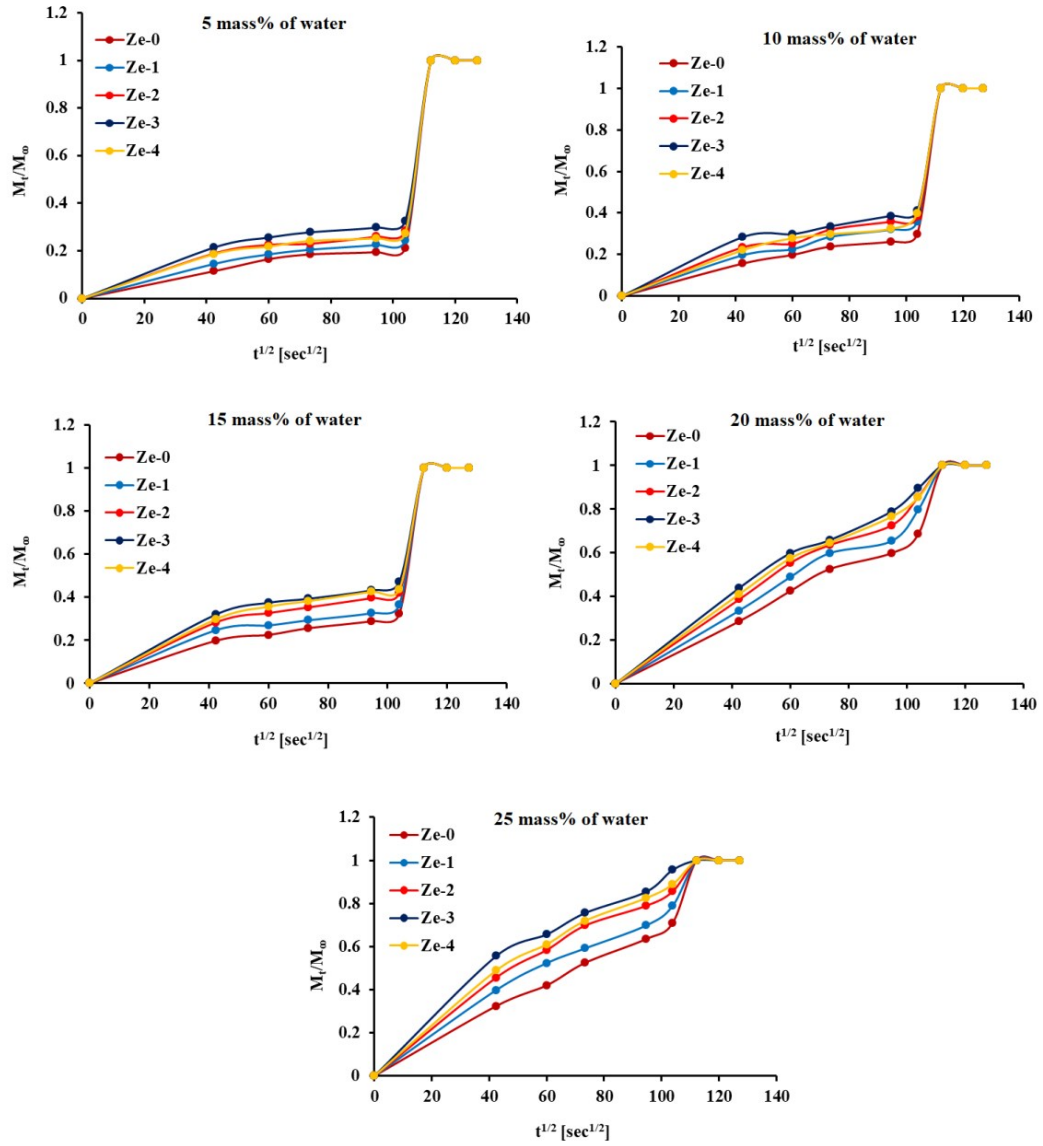 5 mass% of water
1.2
1
0.8
0.6
0.4
0.2
0
Mt/M∞
Ze-0
Ze-1
Ze-2
Ze-3
Ze-4
0 20 40 60 80 100 120 140
t1/2 [sec1/2]
10 mass% of water
1.2
1
0.8
0.6
0.4
0.2
0
Mt/M∞
Ze-0
Ze-1
Ze-2
Ze-3
Ze-4
0 20 40 60 80 100 120 140
t1/2 [sec1/2]
15 mass% of water
1.2
1
0.8
0.6
0.4
0.2
0
Mt/M∞
Ze-0
Ze-1
Ze-2
Ze-3
Ze-4
0 20 40 60 80 100 120 140
t1/2 [sec1/2]
20 mass% of water
1.2
1
0.8
0.6
0.4
0.2
0
Mt/M∞
Ze-0
Ze-1
Ze-2
Ze-3
Ze-4
0 20 40 60 80 100 120 140
t1/2 [sec1/2]
25 mass% of water
1.2
1
0.8
0.6
0.4
0.2
0
Mt/M∞
Ze-0
Ze-1
Ze-2
Ze-3
Ze-4
0 20 40 60 80 100 120 140
t1/2 [sec1/2]